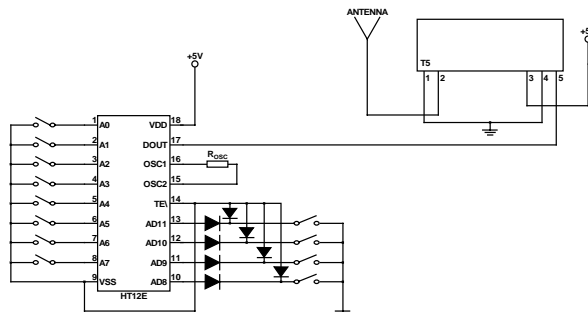 ANTENNA
T5
+5
1 2 3 4 5
+5V
1 A0 VDD 18
2 A1 DOUT 17
3 A2 OSC1 16
ROSC
4 A3 OSC2 15
5 A4 TE\ 14
6 A5 AD11 13
7 A6 AD10 12
8 A7 AD9 11
9 VSS AD8 10
HT12E